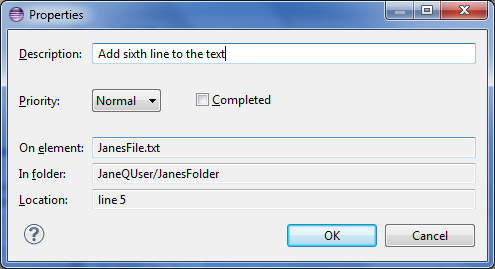 Properties
Description: Add sixth line to the text
Priority: Normal Completed
On element: JanesFile.txt
In folder: JaneQUser/JanesFolder
Location: line 5
? OK Cancel